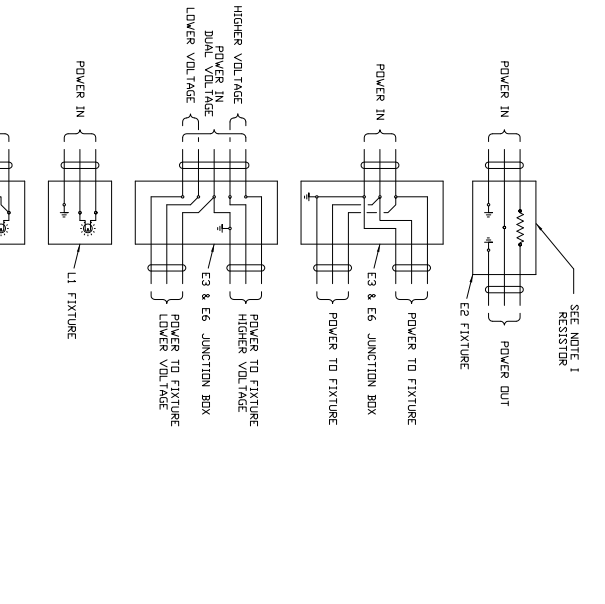 SEE NOTE 1
RESISTOR
POWER IN
POWER OUT
E2 FIXTURE
POWER IN
POWER TO FIXTURE
E3 & E6 JUNCTION BOX
POWER TO FIXTURE
HIGHER VOLTAGE
POWER IN
DUAL VOLTAGE
LOWER VOLTAGE
POWER TO FIXTURE
HIGHER VOLTAGE
E3 & E6 JUNCTION BOX
POWER TO FIXTURE
LOWER VOLTAGE
POWER IN
L1 FIXTURE